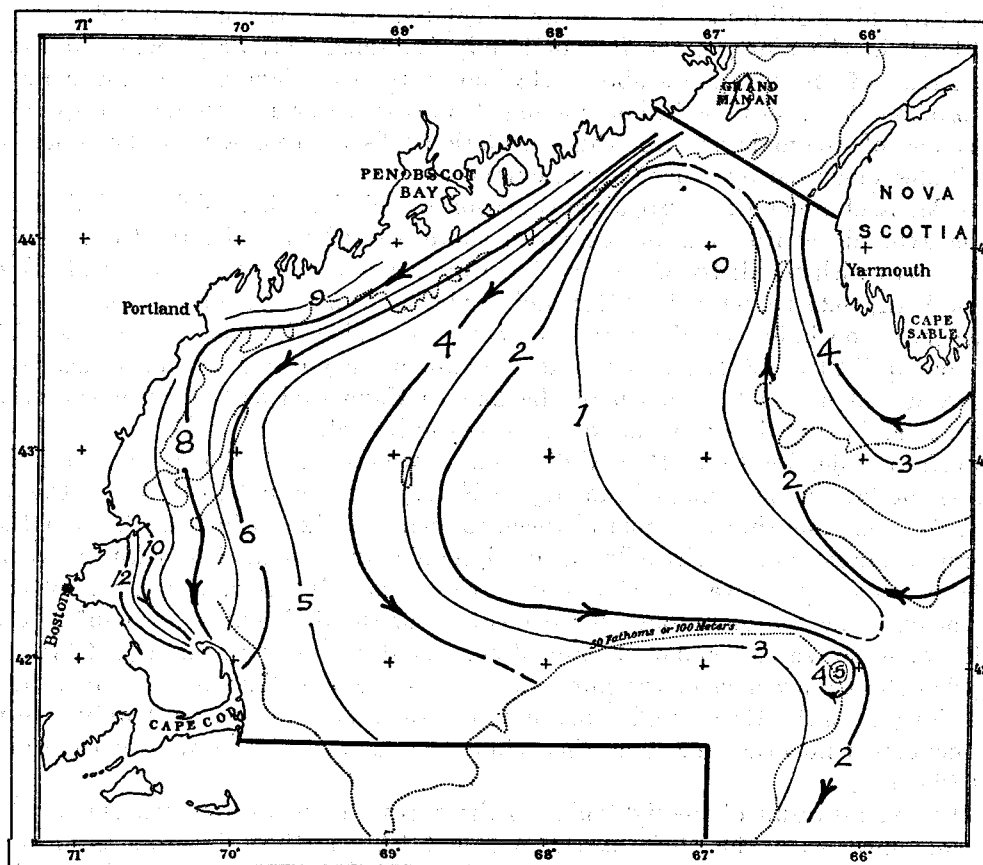 71° 70° 69° 68° 67° 66°
GRAND
MANAN
PENOBSCOT
BAY
NOVA
SCOTIA
44° 44
0
Yarmouth
9
Portland
CAPE
SABLE
4 2 4
1
8
43° 3
2
6
10
12
Boston
5
50 Fathoms or 100 Meters
3
42°
4 5
CAPE COD
2
71° 70° 69° 68° 67° 66°